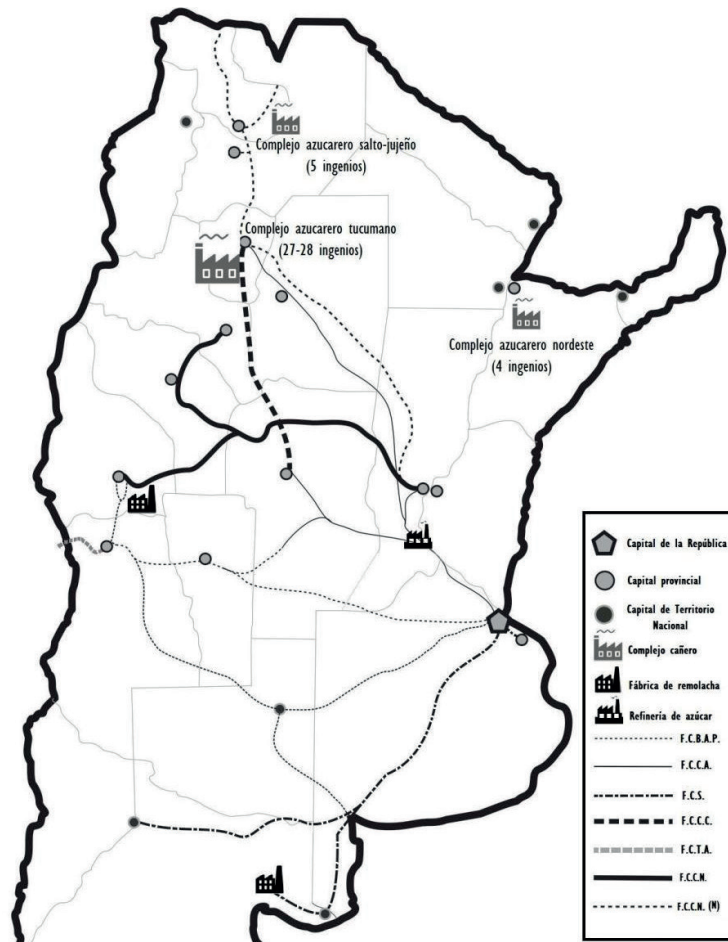 Complejo azucarero salto-jujeño
(5 ingenios)
Complejo azucarero tucumano
(27-28 ingenios)
Complejo azucarero nordeste
(4 ingenios)
Capital de la República
Capital provincial
Capital de Territorio
Nacional
Complejo cañero
Fábrica de remolacha
Refinería de azúcar
F.C.B.A.P.
F.C.C.A.
F.C.S.
F.C.C.C.
F.C.T.A.
F.C.C.N.
F.C.C.N. (N)